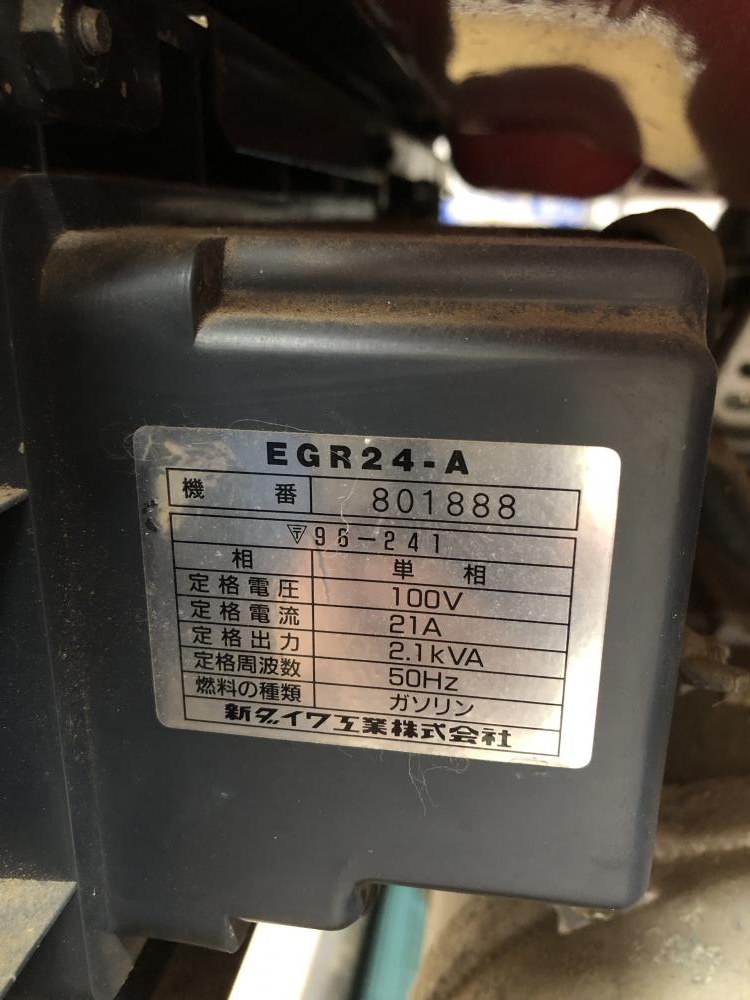 EGR24-A
機番 801888
〒96-241
相 単相
定格電圧 100V
定格電流 21A
定格出力 2.1kVA
定格周波数 50Hz
燃料の種類 ガソリン
新ダイワ工業株式会社